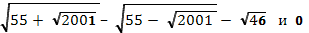 √(55 + √2001) - √(55 − √2001) − √46 и 0